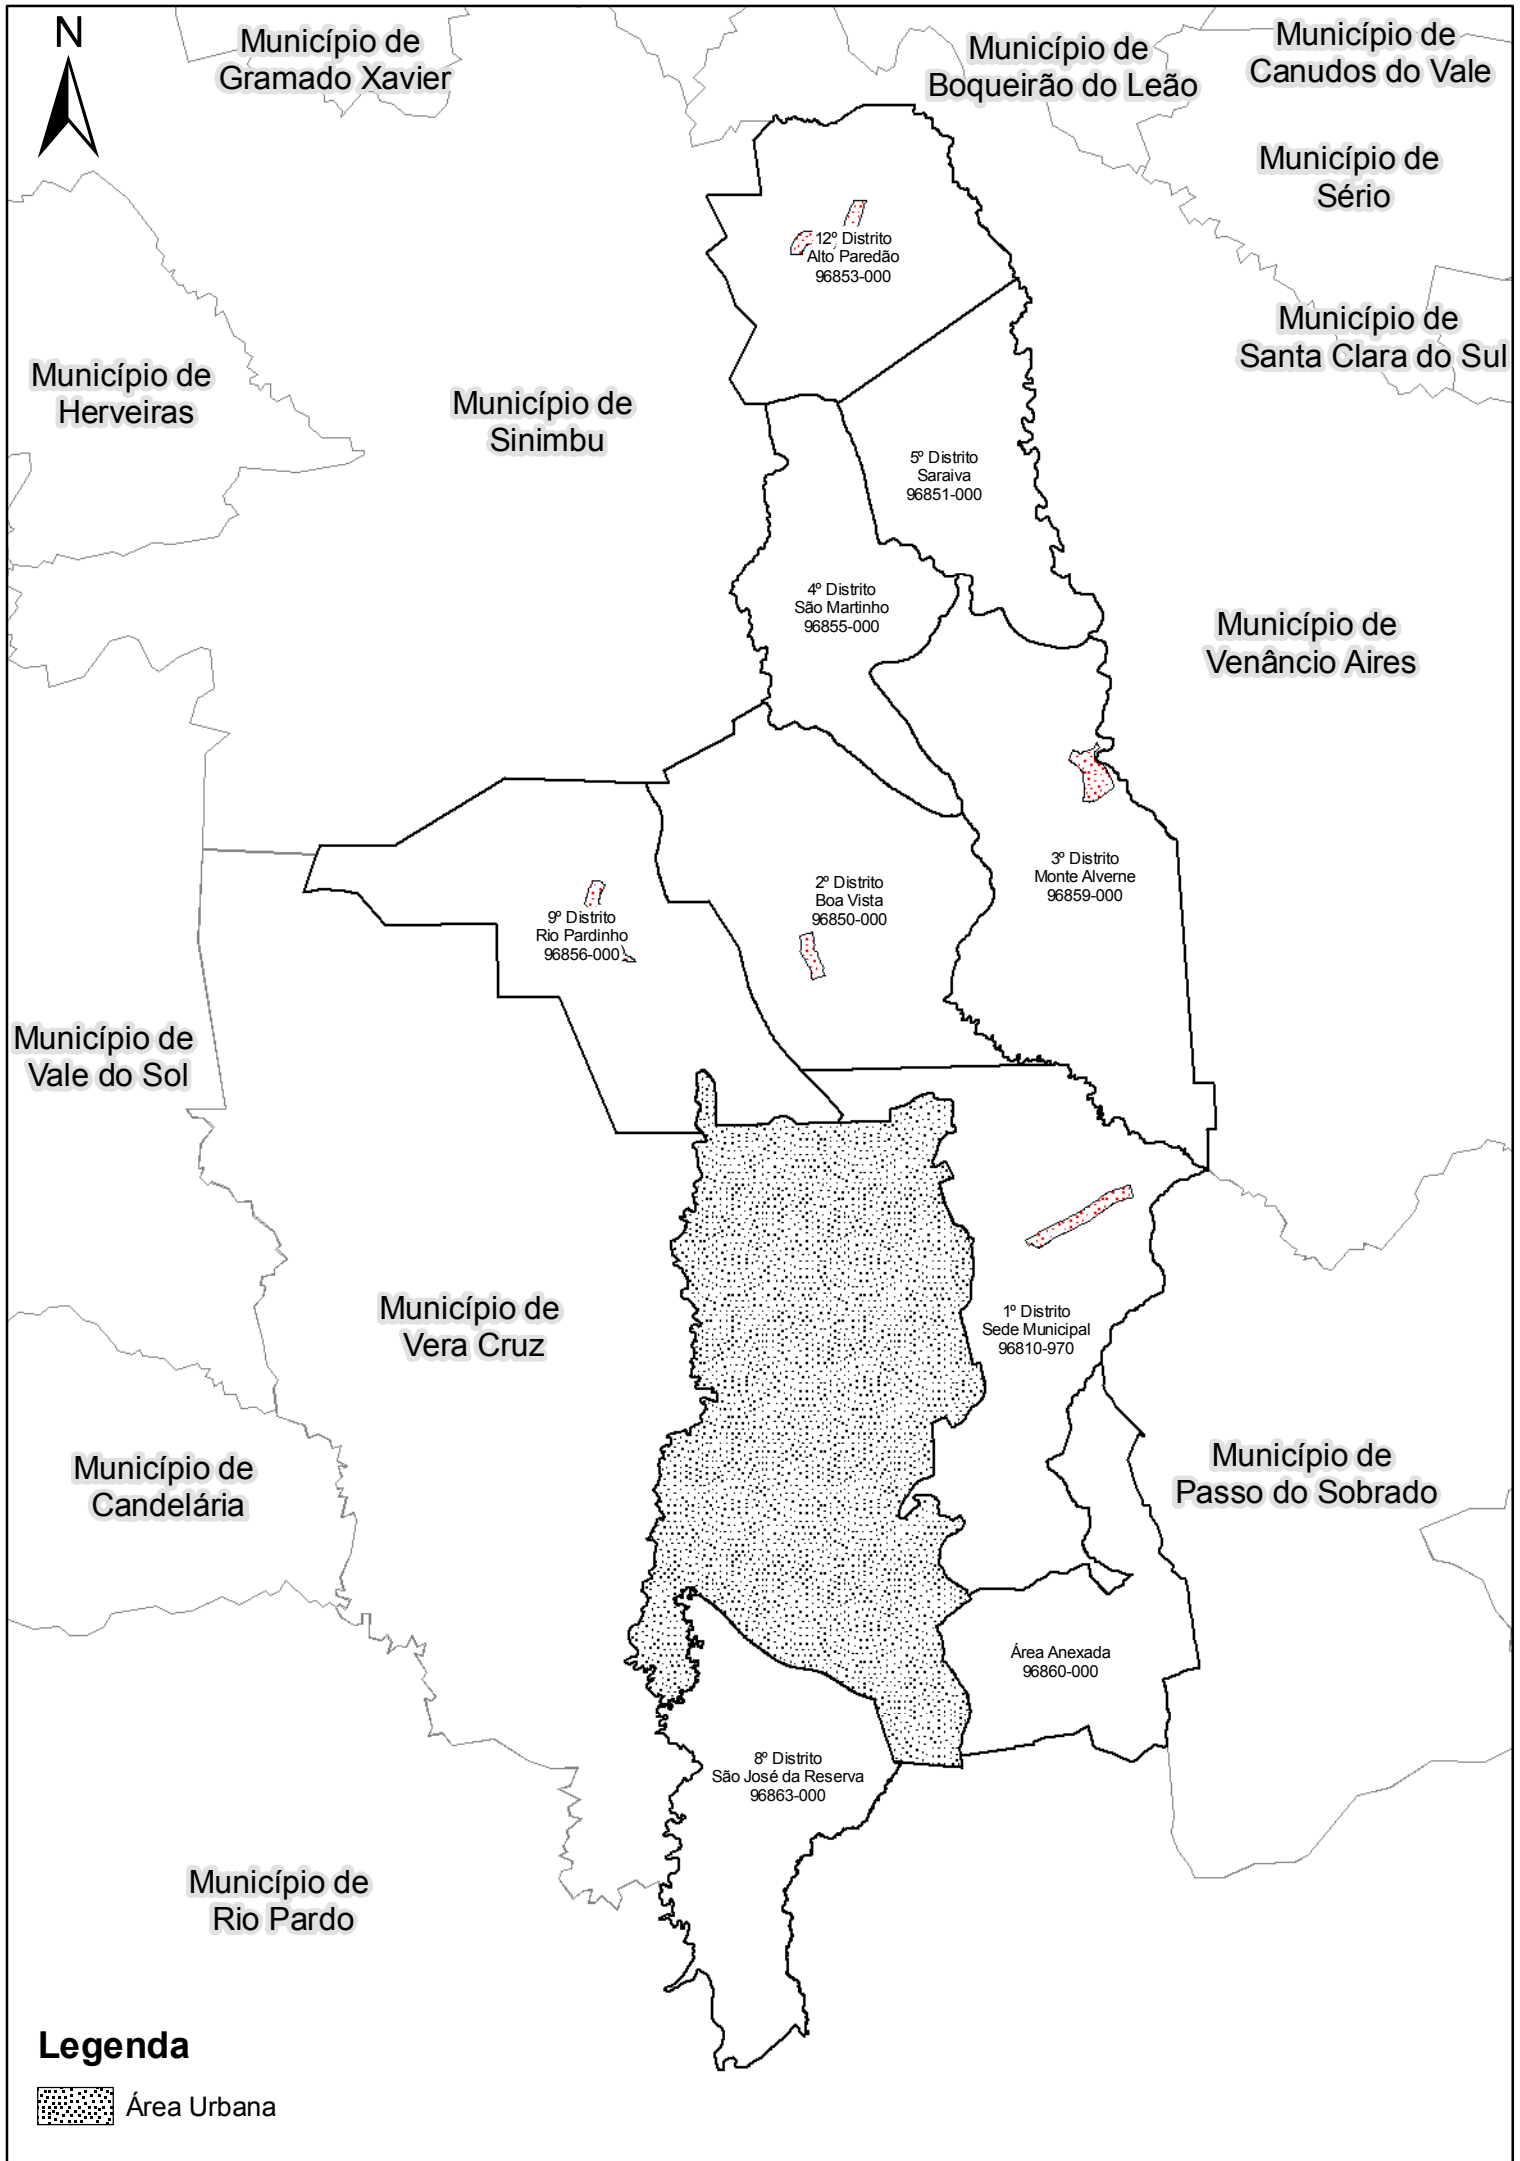 N
Município de
Gramado Xavier
Município de
Boqueirão do Leão
Município de
Canudos do Vale
Município de
Sério
12º Distrito
Alto Paredão
96853-000
Município de
Santa Clara do Sul
Município de
Herveiras
Município de
Sinimbu
5º Distrito
Saraiva
96851-000
4º Distrito
São Martinho
96855-000
Município de
Venâncio Aires
3º Distrito
Monte Alverne
96859-000
2º Distrito
Boa Vista
96850-000
9º Distrito
Rio Pardinho
96856-000
Município de
Vale do Sol
Município de
Vera Cruz
1º Distrito
Sede Municipal
96810-970
Município de
Candelária
Município de
Passo do Sobrado
Área Anexada
96860-000
8º Distrito
São José da Reserva
96863-000
Município de
Rio Pardo
Legenda
Área Urbana